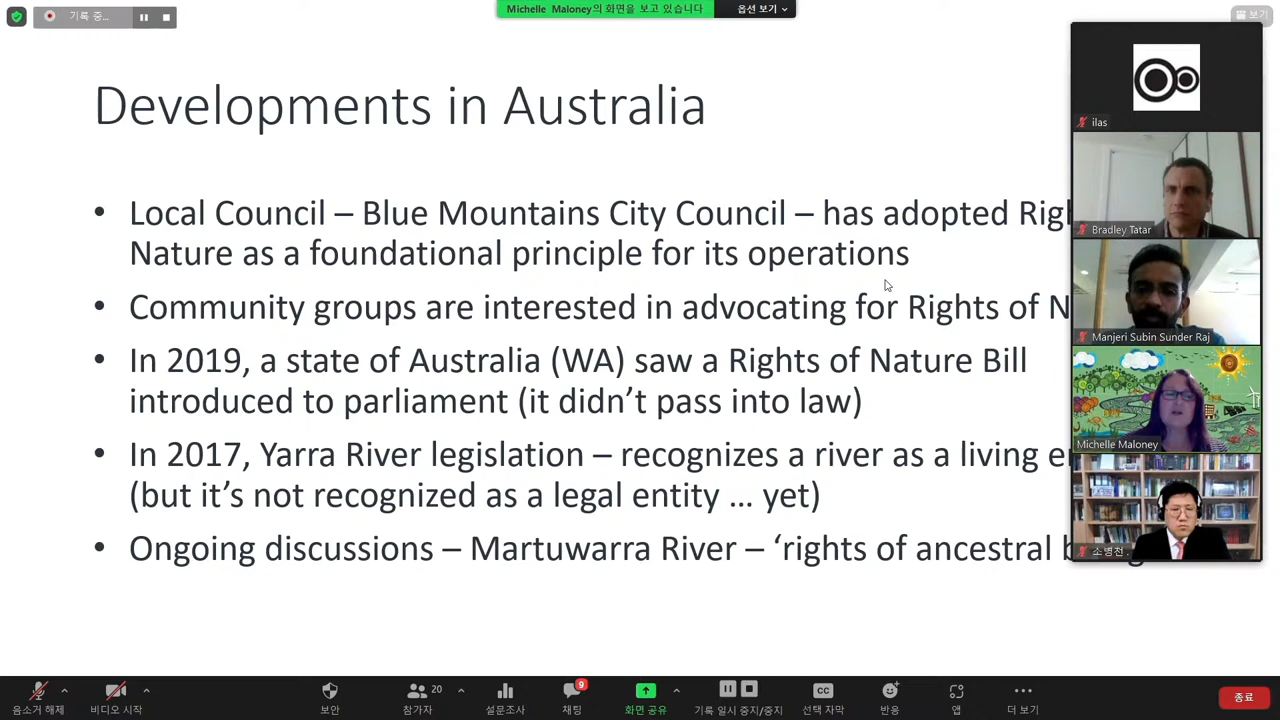 기록 중...
Michelle Maloney의 화면을 보고 있습니다
옵션 보기
보기
Developments in Australia
• Local Council – Blue Mountains City Council – has adopted Righ
Nature as a foundational principle for its operations
• Community groups are interested in advocating for Rights of N
• In 2019, a state of Australia (WA) saw a Rights of Nature Bill
introduced to parliament (it didn’t pass into law)
• In 2017, Yarra River legislation – recognizes a river as a living e
(but it’s not recognized as a legal entity … yet)
• Ongoing discussions – Martuwarra River – ‘rights of ancestral b
ilas
Bradley Tatar
Manjeri Subin Sunder Raj
Michelle Maloney
소병천 .
음소거 해제
비디오 시작
보안
20
참가자
설문조사
9
채팅
화면 공유
기록 일시 중지/중지
CC
선택 자막
반응
앱
더 보기
종료